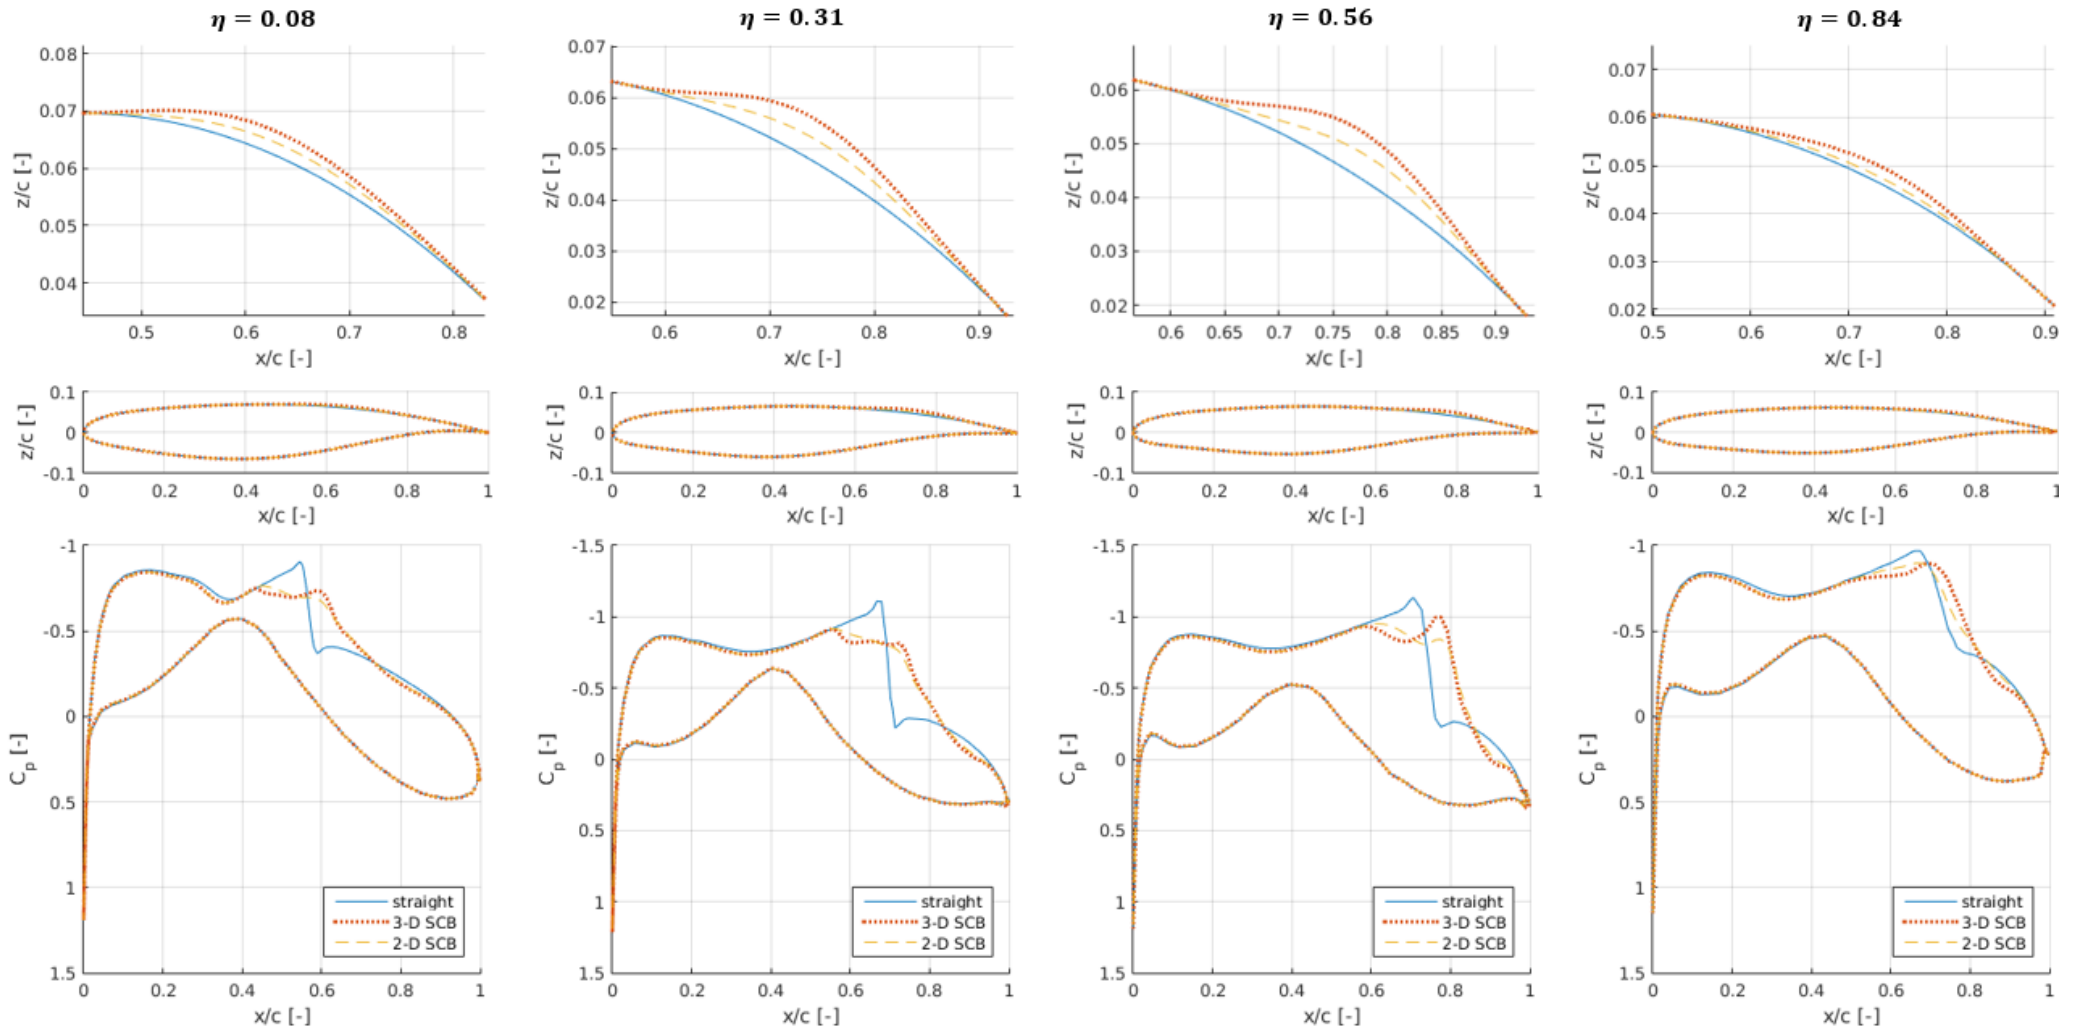 η = 0.08
η = 0.31
η = 0.56
η = 0.84
0.08
0.07
0.06
0.05
0.04
z/c [-]
0.5 0.6 0.7 0.8
x/c [-]
0.07
0.06
0.05
0.04
0.03
0.02
z/c [-]
0.6 0.7 0.8 0.9
x/c [-]
0.06
0.05
0.04
0.03
0.02
z/c [-]
0.6 0.65 0.7 0.75 0.8 0.85 0.9
x/c [-]
0.07
0.06
0.05
0.04
0.03
0.02
z/c [-]
0.5 0.6 0.7 0.8 0.9
x/c [-]
0.1
0
-0.1
z/c [-]
0 0.2 0.4 0.6 0.8 1
x/c [-]
0.1
0
-0.1
z/c [-]
0 0.2 0.4 0.6 0.8 1
x/c [-]
0.1
0
-0.1
z/c [-]
0 0.2 0.4 0.6 0.8 1
x/c [-]
0.1
0
-0.1
z/c [-]
0 0.2 0.4 0.6 0.8 1
x/c [-]
-1
-0.5
0
0.5
1
1.5
Cp [-]
straight
3-D SCB
2-D SCB
0 0.2 0.4 0.6 0.8 1
x/c [-]
-1.5
-1
-0.5
0
0.5
1
1.5
Cp [-]
straight
3-D SCB
2-D SCB
0 0.2 0.4 0.6 0.8 1
x/c [-]
-1.5
-1
-0.5
0
0.5
1
1.5
Cp [-]
straight
3-D SCB
2-D SCB
0 0.2 0.4 0.6 0.8 1
x/c [-]
-1
-0.5
0
0.5
1
1.5
Cp [-]
straight
3-D SCB
2-D SCB
0 0.2 0.4 0.6 0.8 1
x/c [-]